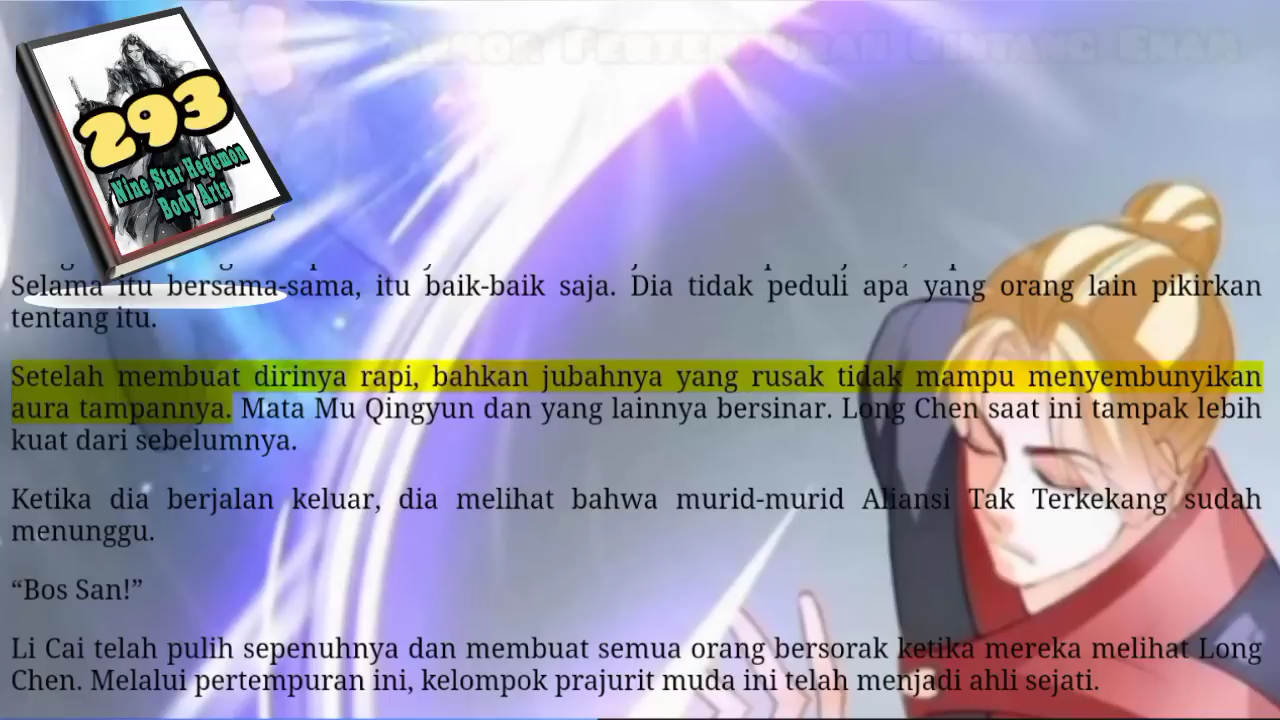 293
Nine Star Hegemon
Body Arts
Selama itu bersama-sama, itu baik-baik saja. Dia tidak peduli apa yang orang lain pikirkan
tentang itu.
Setelah membuat dirinya rapi, bahkan jubahnya yang rusak tidak mampu menyembunyikan
aura tampannya. Mata Mu Qingyun dan yang lainnya bersinar. Long Chen saat ini tampak lebih
kuat dari sebelumnya.
Ketika dia berjalan keluar, dia melihat bahwa murid-murid Aliansi Tak Terkekang sudah
menunggu.
“Bos San!”
Li Cai telah pulih sepenuhnya dan membuat semua orang bersorak ketika mereka melihat Long
Chen. Melalui pertempuran ini, kelompok prajurit muda ini telah menjadi ahli sejati.